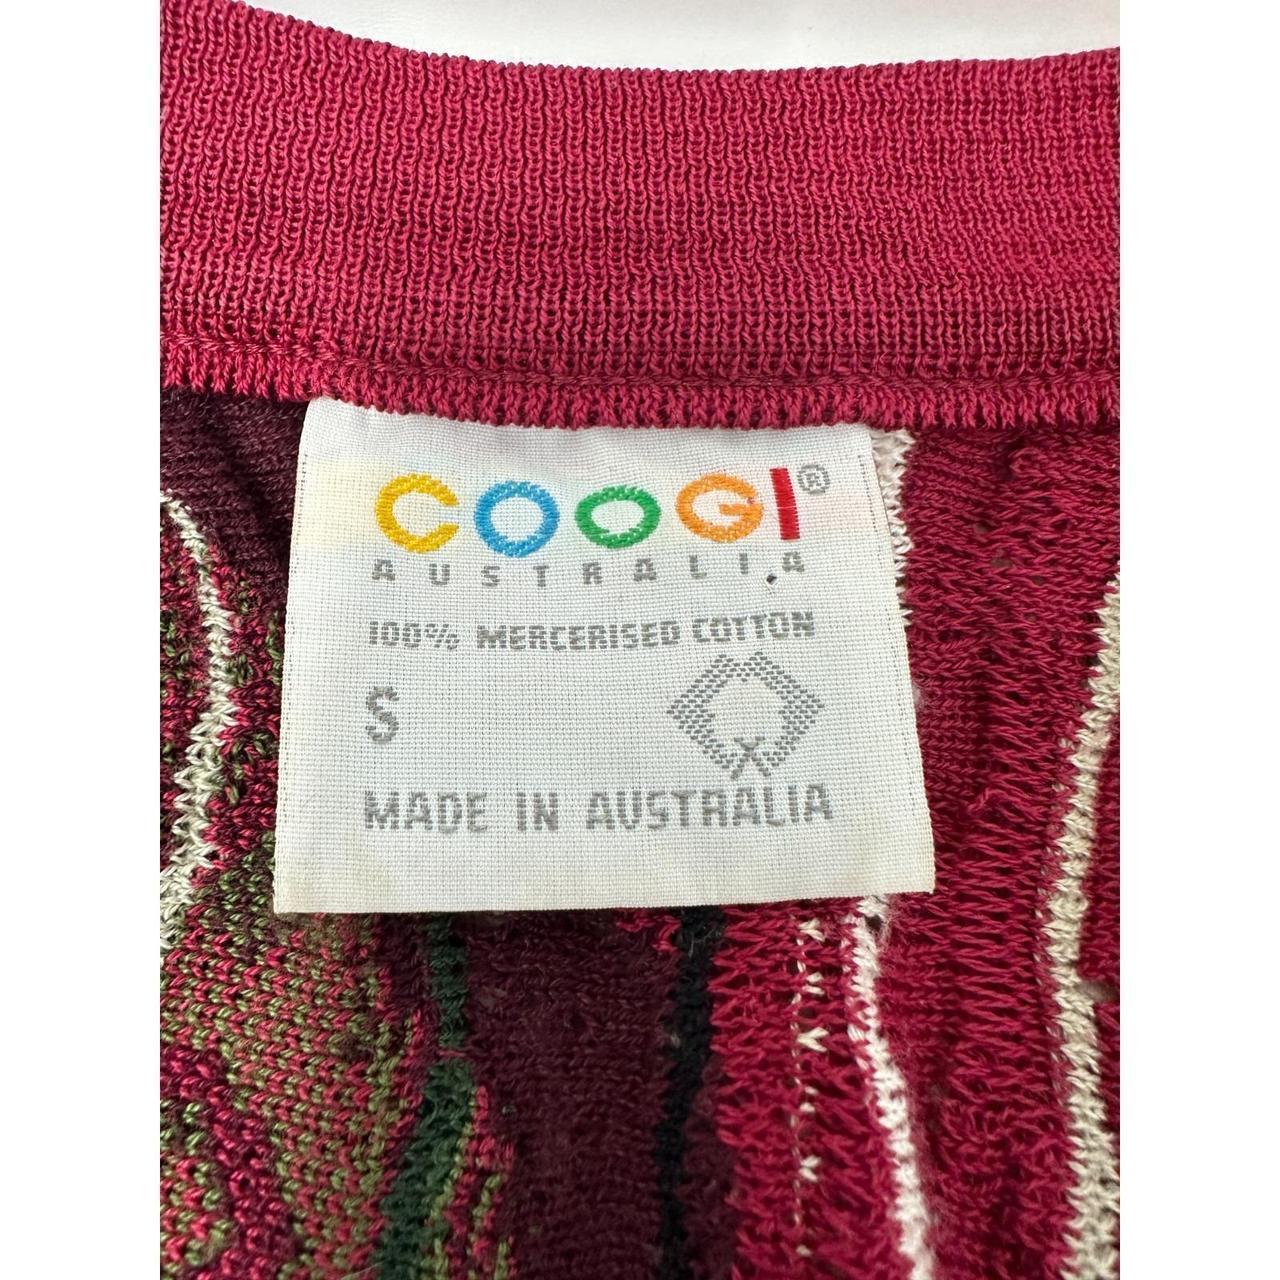 COOGI®
AUSTRALIA
100% MERCERISED COTTON
S
MADE IN AUSTRALIA